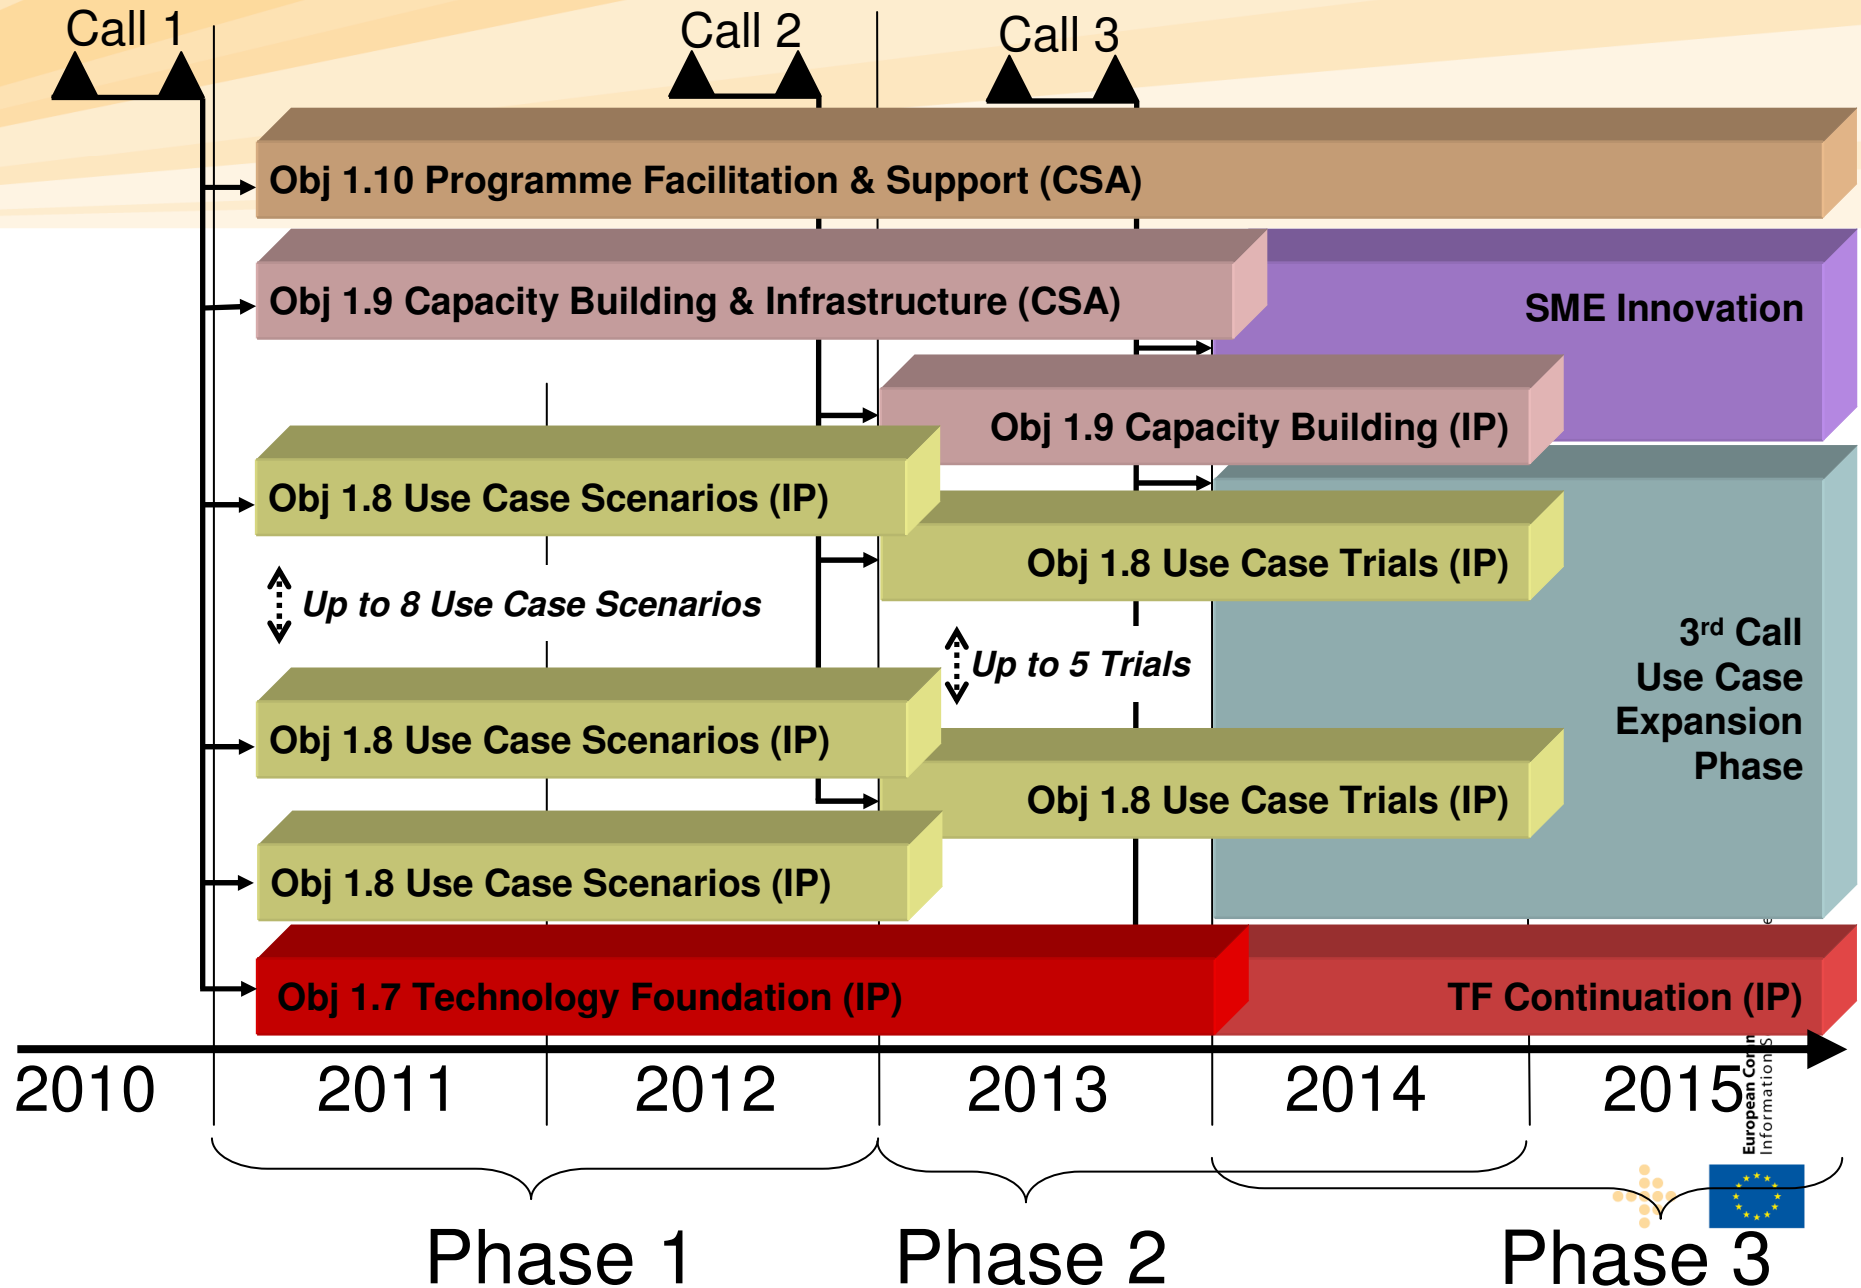 Call 1
Call 2
Call 3
Obj 1.10 Programme Facilitation & Support (CSA)
Obj 1.9 Capacity Building & Infrastructure (CSA)
SME Innovation
Obj 1.9 Capacity Building (IP)
Obj 1.8 Use Case Scenarios (IP)
Obj 1.8 Use Case Trials (IP)
Up to 8 Use Case Scenarios
3rd Call
Use Case
Expansion
Phase
Up to 5 Trials
Obj 1.8 Use Case Scenarios (IP)
Obj 1.8 Use Case Trials (IP)
Obj 1.8 Use Case Scenarios (IP)
Obj 1.7 Technology Foundation (IP)
TF Continuation (IP)
2010
2011
2012
2013
2014
2015
European Com
Information S
Phase 1
Phase 2
Phase 3